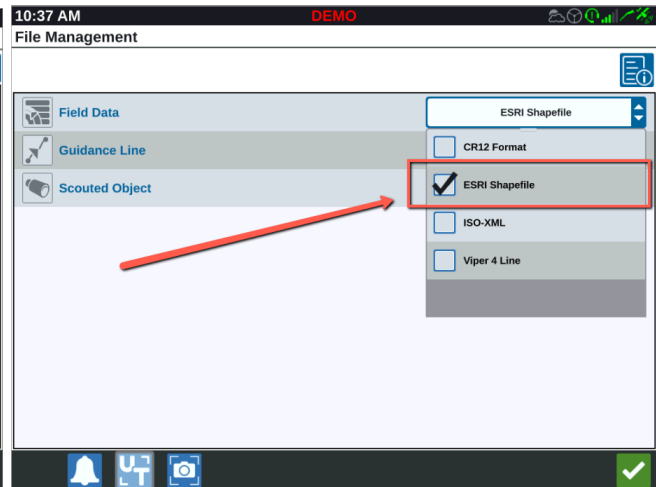 10:37 AM DEMO
File Management
Field Data ESRI Shapefile
Guidance Line CR12 Format
Scouted Object ESRI Shapefile
ISO-XML
Viper 4 Line
UT